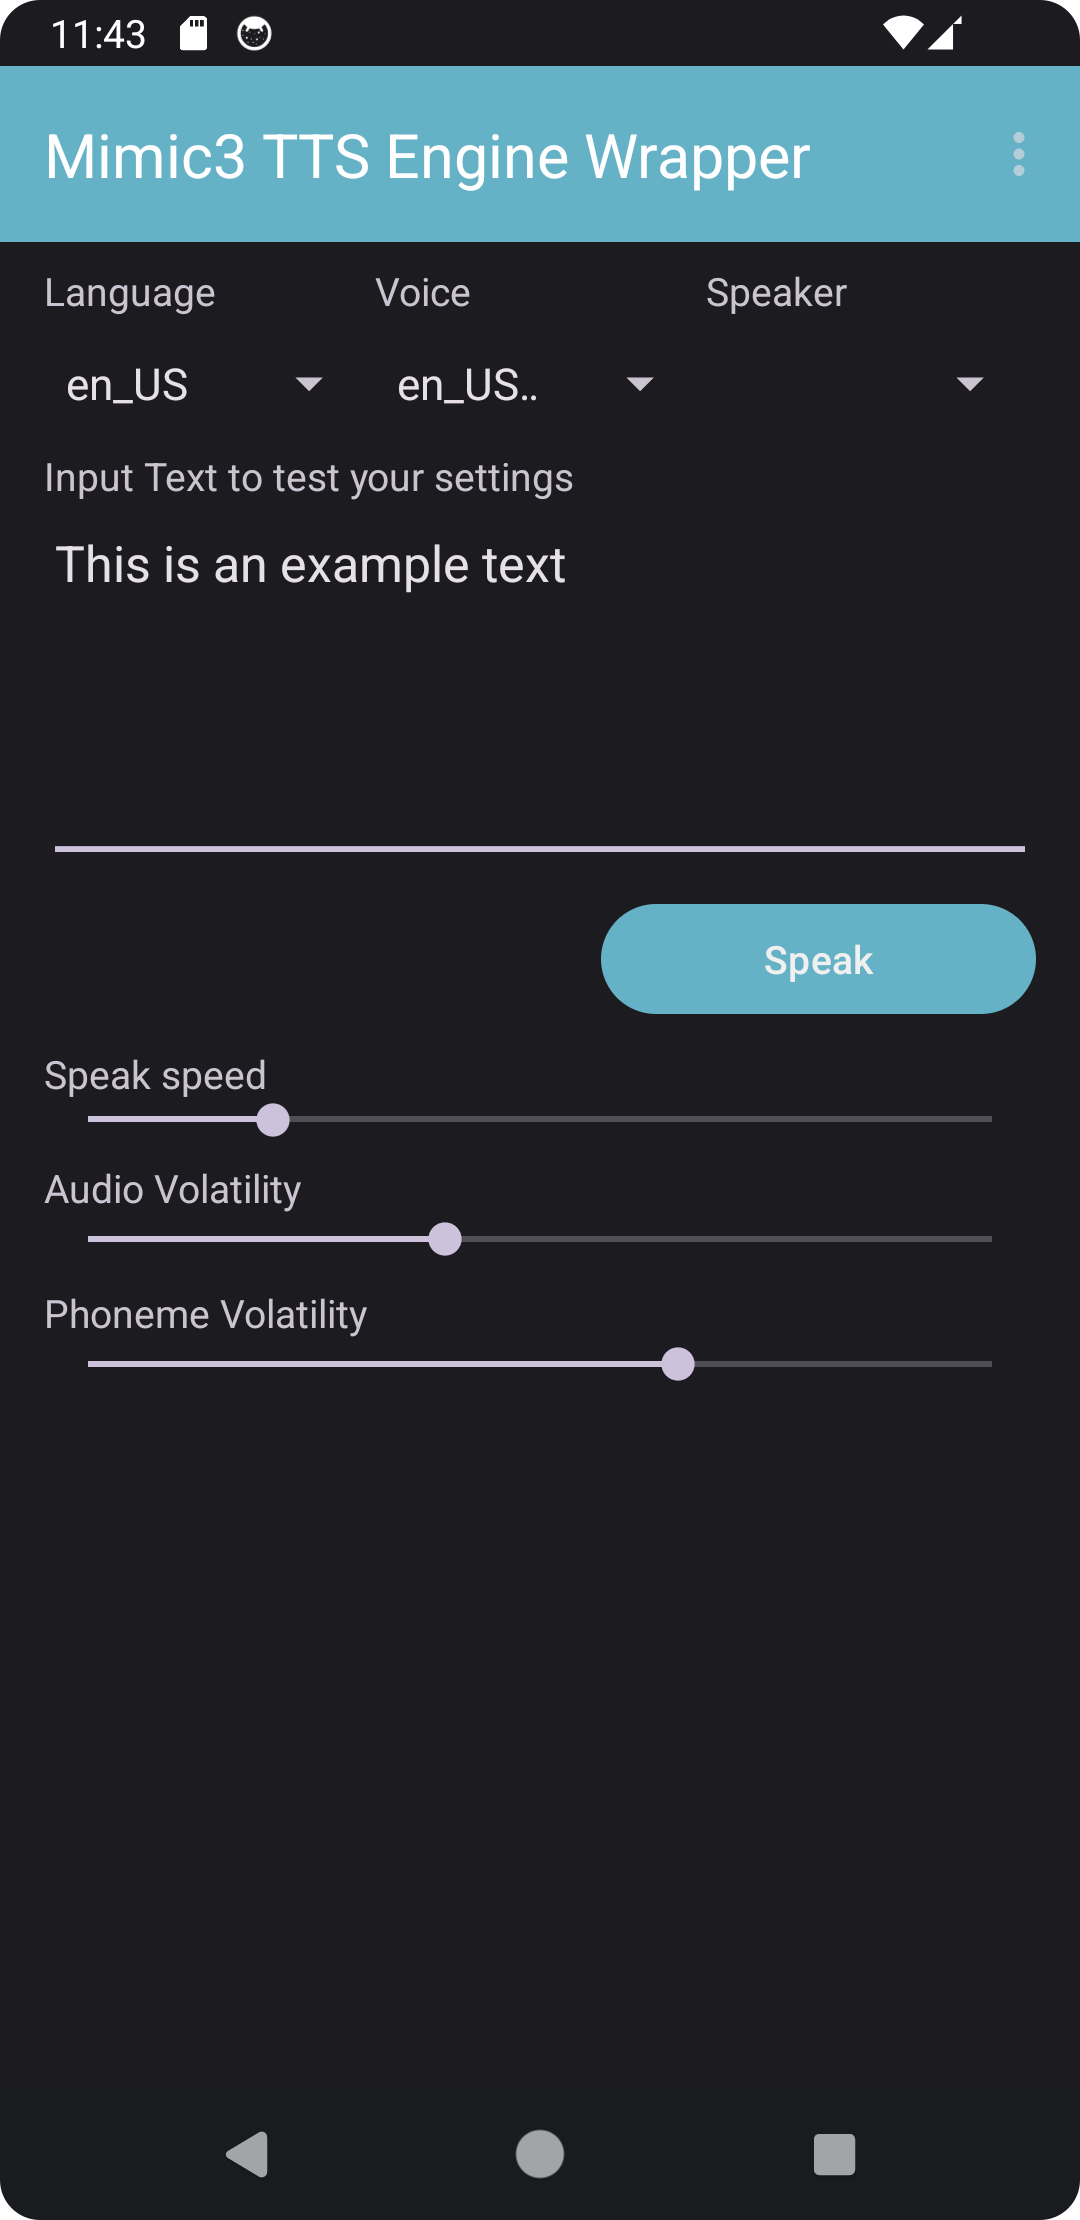 11:43
Mimic3 TTS Engine Wrapper
Language Voice Speaker
en_US en_US..
Input Text to test your settings
This is an example text
Speak
Speak speed
Audio Volatility
Phoneme Volatility